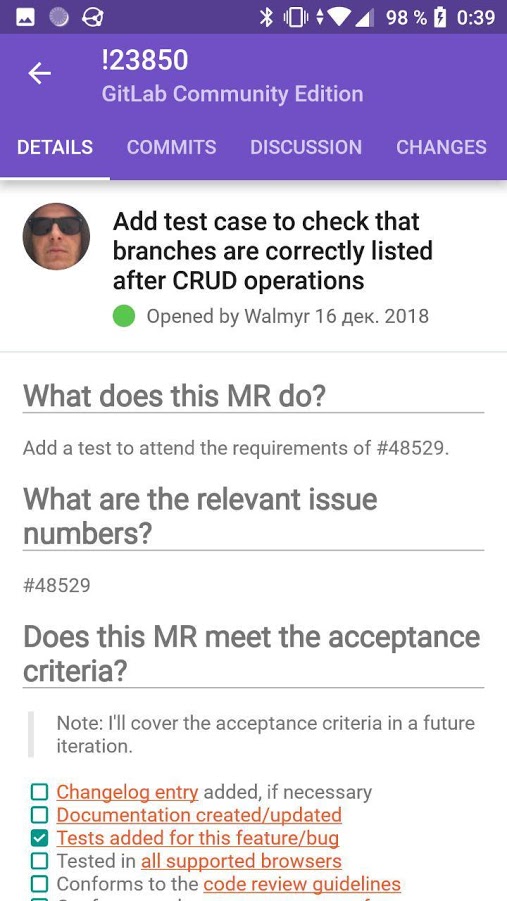 98 % 0:39
!23850
GitLab Community Edition
DETAILS COMMITS DISCUSSION CHANGES
Add test case to check that
branches are correctly listed
after CRUD operations
Opened by Walmyr 16 дек. 2018
What does this MR do?
Add a test to attend the requirements of #48529.
What are the relevant issue
numbers?
#48529
Does this MR meet the acceptance
criteria?
Note: I'll cover the acceptance criteria in a future
iteration.
Changelog entry added, if necessary
Documentation created/updated
Tests added for this feature/bug
Tested in all supported browsers
Conforms to the code review guidelines